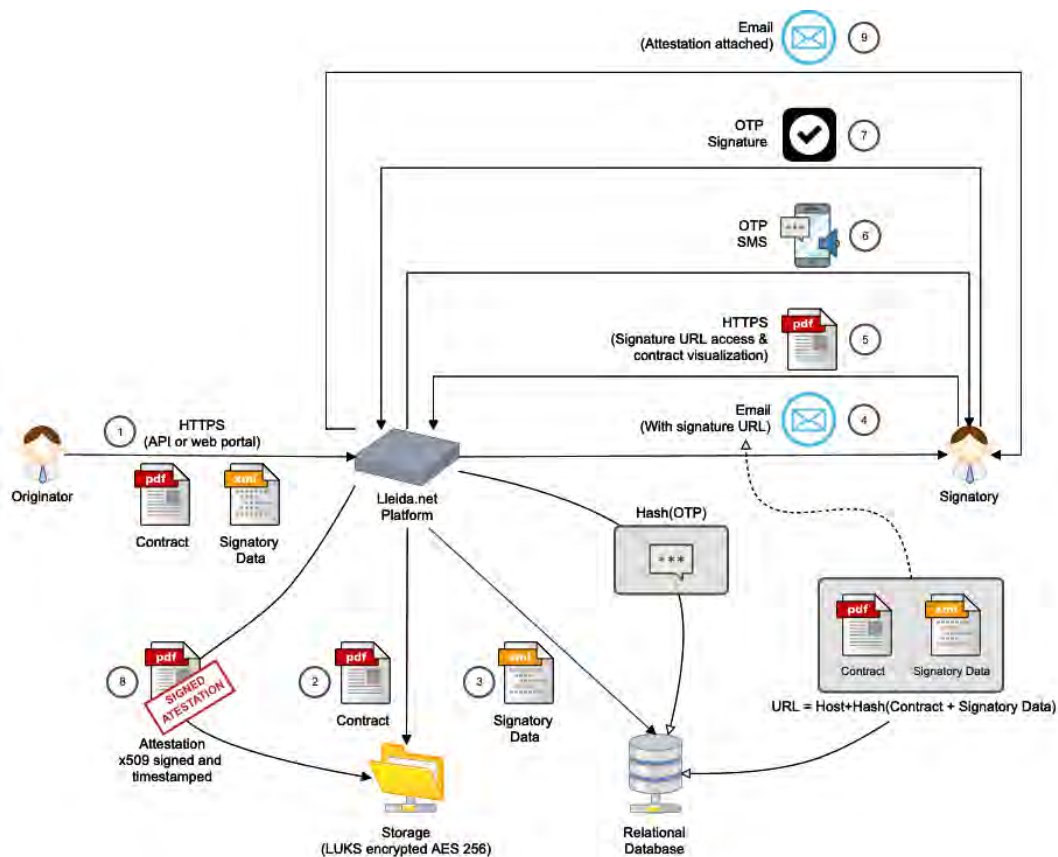 Email
(Attestation attached)
9
OTP
Signature
7
OTP
SMS
***
6
HTTPS
(Signature URL access &
contract visualization)
pdf
5
Email
(With signature URL)
4
1
HTTPS
(API or web portal)
Originator
pdf
xml
Contract
Signatory
Data
Lleida.net
Platform
Signatory
Hash(OTP)
***
8
pdf
SIGNED
ATESTATION
Attestation
x509 signed and
timestamped
2
pdf
Contract
3
xml
Signatory
Data
pdf
xml
Contract
Signatory Data
URL = Host+Hash(Contract + Signatory Data)
Storage
(LUKS encrypted AES 256)
Relational
Database